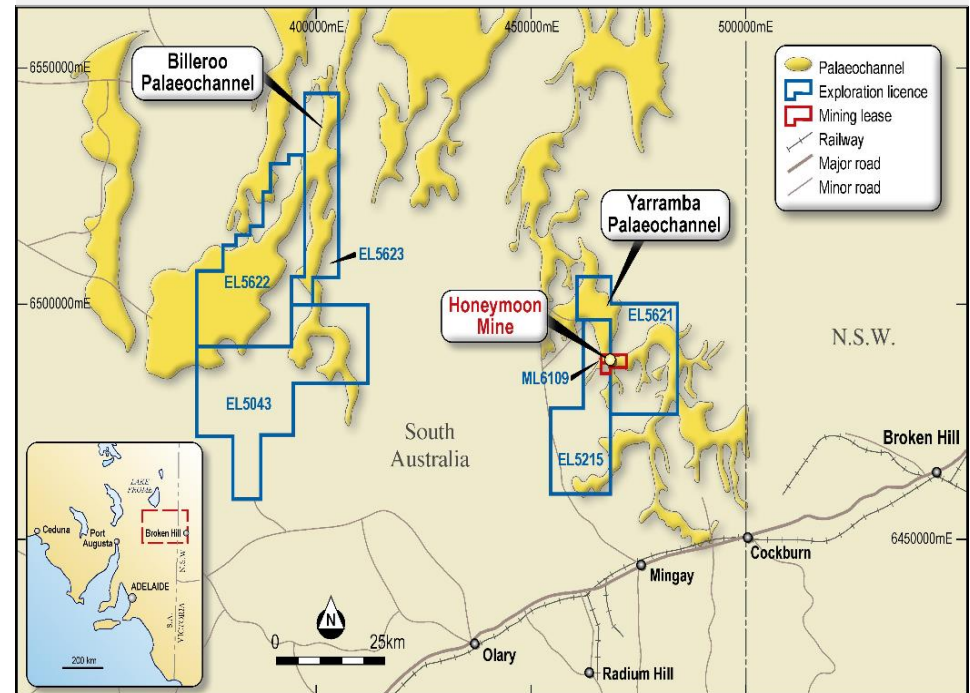 400000mE
450000mE
500000mE
6550000mE
Billeroo
Palaeochannel
Palaeochannel
Exploration licence
Mining lease
Railway
Major road
Minor road
Yarramba
Palaeochannel
EL5623
EL5622
6500000mE
Honeymoon
Mine
EL5621
N.S.W.
ML6109
EL5043
South
Australia
EL5215
Broken Hill
LAKE
FROME
Ceduna
Port
Augusta
Broken Hill
N.S.W.
ADELAIDE
S.A.
VICTORIA
200 km
6450000mE
Cockburn
Mingay
N
0
25km
Olary
Radium Hill